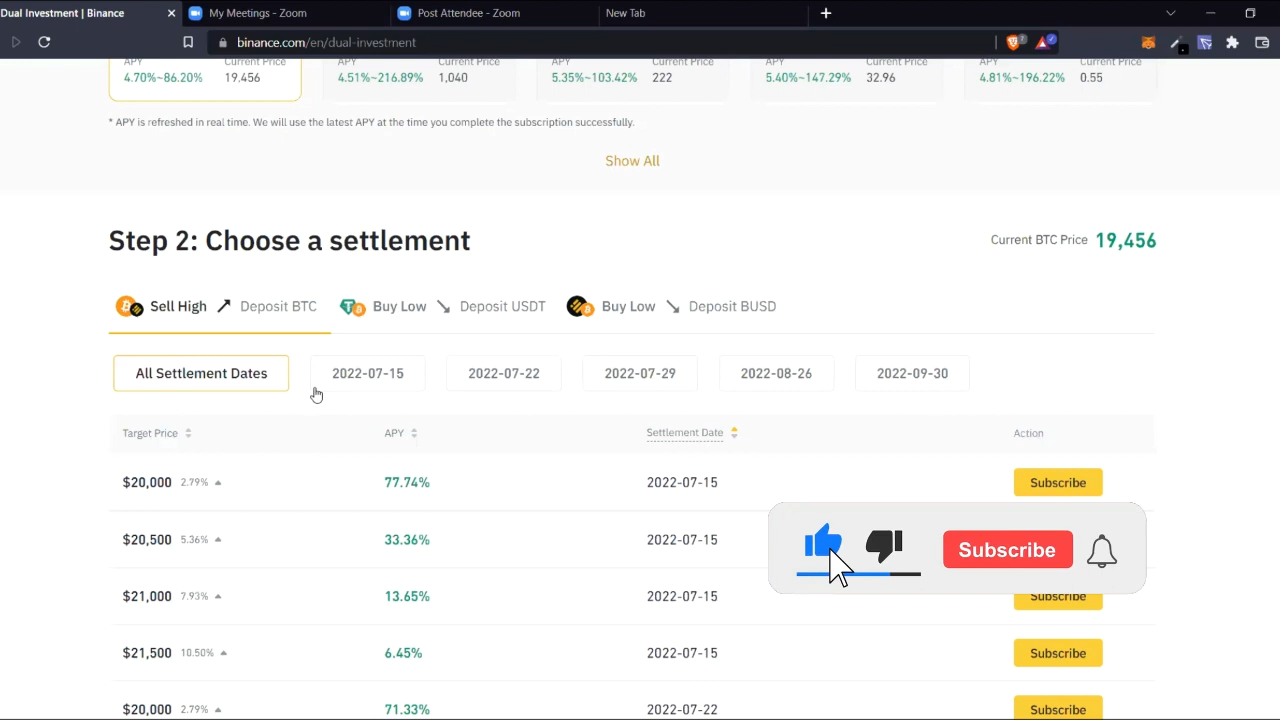 Dual Investment | Binance
My Meetings - Zoom
Post Attendee - Zoom
New Tab
binance.com/en/dual-investment
APY Current Price APY Current Price APY Current Price APY Current Price APY Current Price
4.70%~86.20% 19.456 4.51%~216.89% 1,040 5.35%~103.42% 222 5.40%~147.29% 32.96 4.81%~196.22% 0.55
* APY is refreshed in real time. We will use the latest APY at the time you complete the subscription successfully.
Show All
Step 2: Choose a settlement
Current BTC Price 19,456
Sell High Deposit BTC Buy Low Deposit USDT Buy Low Deposit BUSD
All Settlement Dates 2022-07-15 2022-07-22 2022-07-29 2022-08-26 2022-09-30
Target Price APY Settlement Date Action
$20,000 2.79% 77.74% 2022-07-15 Subscribe
$20,500 5.36% 33.36% 2022-07-15
Subscribe
$21,000 7.93% 13.65% 2022-07-15 Subscribe
$21,500 10.50% 6.45% 2022-07-15 Subscribe
$20,000 2.79% 71.33% 2022-07-22 Subscribe